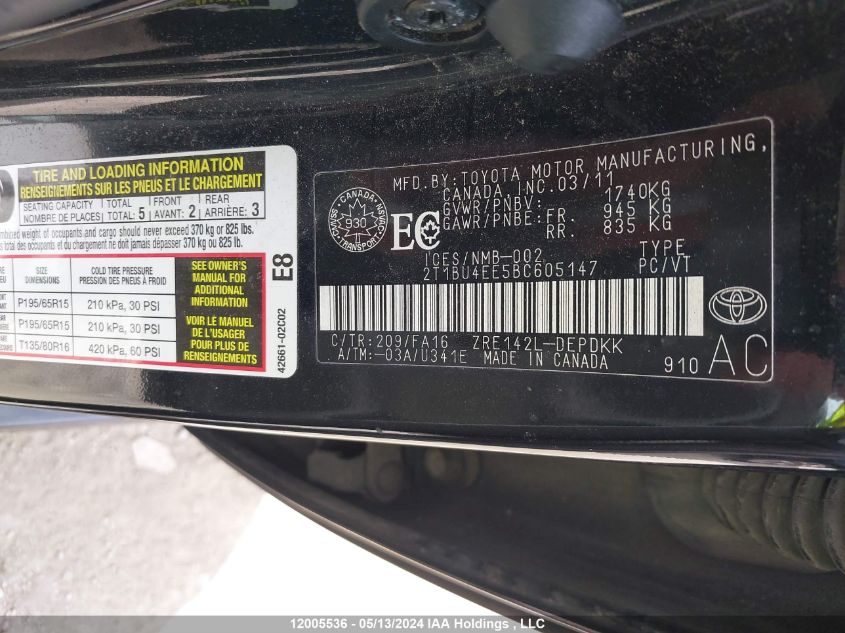 TIRE AND LOADING INFORMATION
RENSEIGNEMENTS SUR LES PNEUS ET LE CHARGEMENT
SEATING CAPACITY TOTAL FRONT REAR
NOMBRE DE PLACES: TOTAL: 5 AVANT: 2 ARRIÈRE: 3
weight of occupants and cargo should never exceed 370 kg or 825 lbs.
total des occupants et du chargement ne doit jamais dépasser 370 kg ou 825 lb.
SIZE COLD TIRE PRESSURE
DIMENSIONS PRESSION DES PNEUS À FROID
P195/65R15 210 kPa, 30 PSI
P195/65R15 210 kPa, 30 PSI
T135/80R16 420 kPa, 60 PSI
SEE OWNER'S
MANUAL FOR
ADDITIONAL
INFORMATION
VOIR LE MANUEL
DE L'USAGER
POUR PLUS DE
RENSEIGNEMENTS
42661-02C02 E8
MFD.BY:TOYOTA MOTOR MANUFACTURING,
CANADA INC.03/11
GVWR/PNBV: 1740KG
GAWR/PNBE:FR 945 KG
RR. 835 KG
CANADA
930
TRANSPORT
EC
ICES/NMB-002
2T1BU4EE5BC605147
TYPE
PC/VT
C/TR:209/FA16 ZRE142L-DEPDKK
A/TM:-03A/U341E MADE IN CANADA
910 AC
12005536 - 05/13/2024 IAA Holdings , LLC